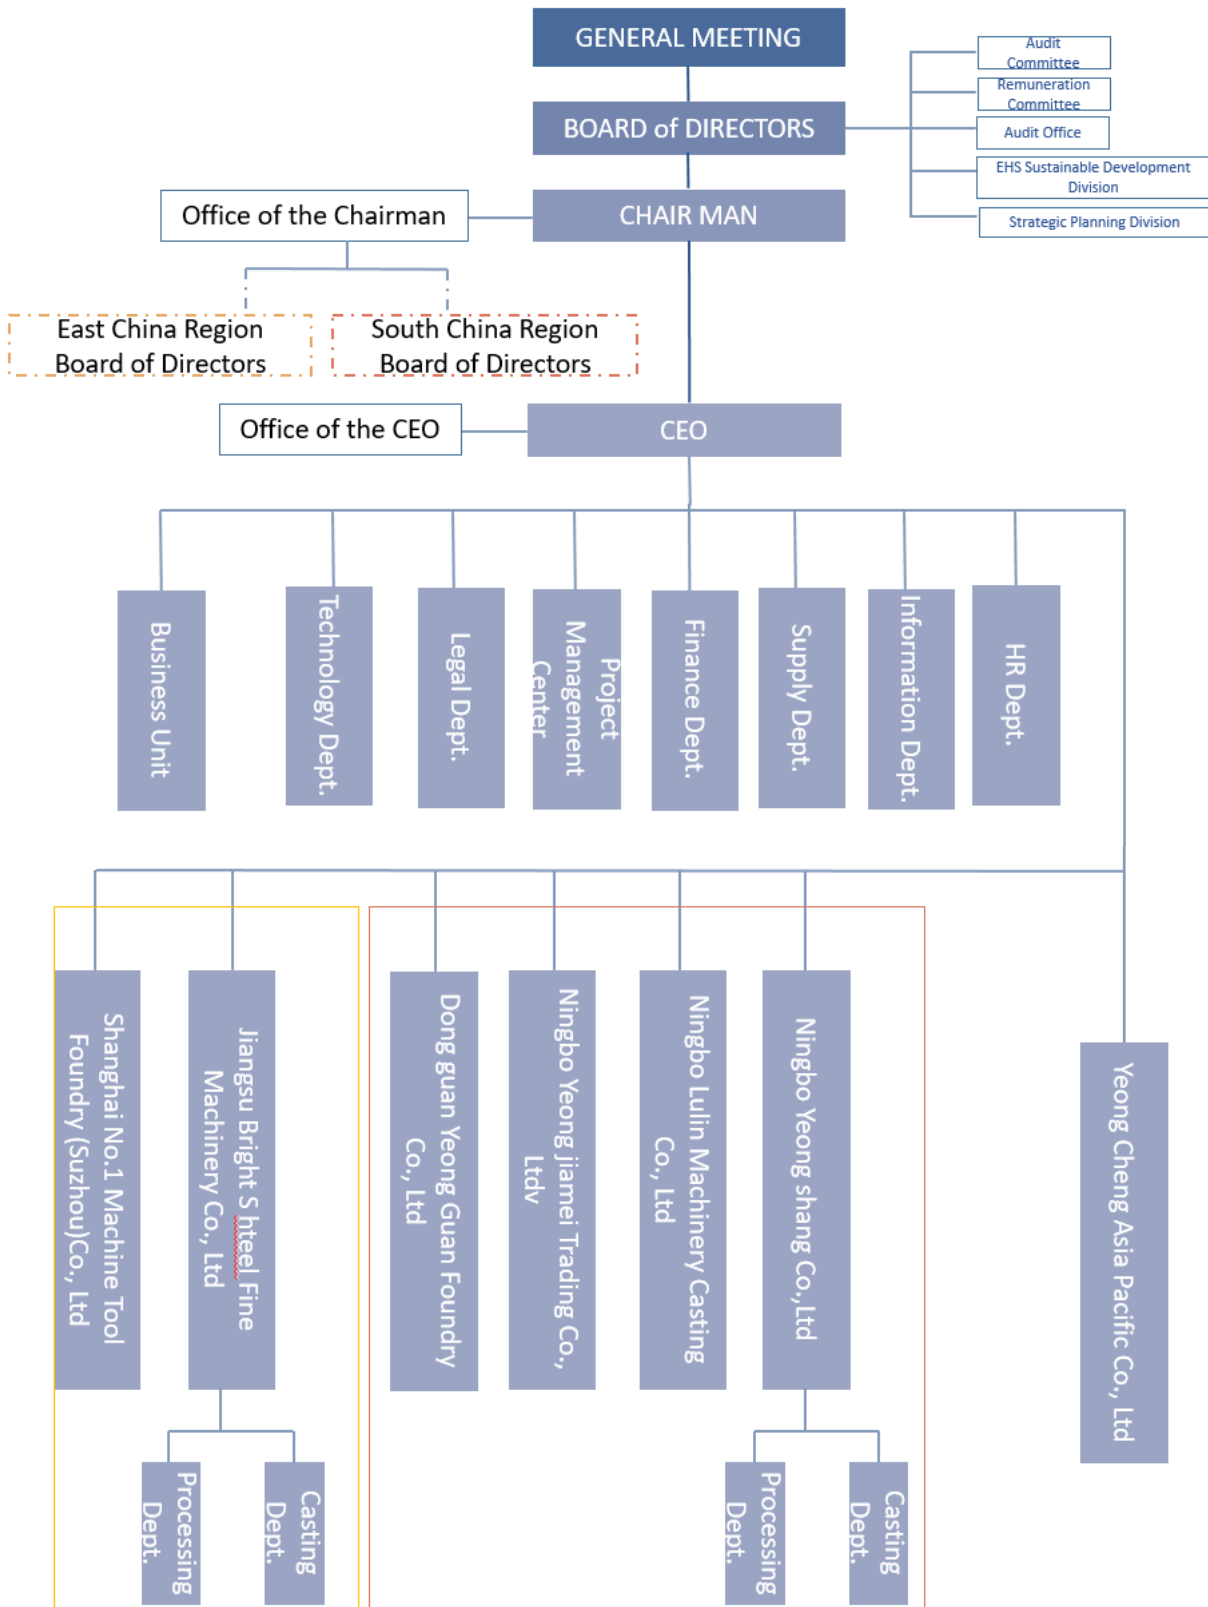 GENERAL MEETING
Audit
Committee
Remuneration
Committee
BOARD of DIRECTORS
Audit Office
EHS Sustainable Development
Division
Strategic Planning Division
Office of the Chairman
CHAIR MAN
East China Region
Board of Directors
South China Region
Board of Directors
Office of the CEO
CEO
Business Unit
Technology Dept.
Legal Dept.
Project
Management
Center
Finance Dept.
Supply Dept.
Information Dept.
HR Dept.
Shanghai No.1 Machine Tool
Foundry (Suzhou)Co., Ltd
Jiangsu Bright S hteel Fine
Machinery Co., Ltd
Dong guan Yeong Guan Foundry
Co., Ltd
Ningbo Yeong jiamei Trading Co.,
Ltdv
Ningbo Lulin Machinery Casting
Co., Ltd
Ningbo Yeong shang Co.,Ltd
Yeong Cheng Asia Pacific Co., Ltd
Processing
Dept.
Casting
Dept.
Processing
Dept.
Casting
Dept.